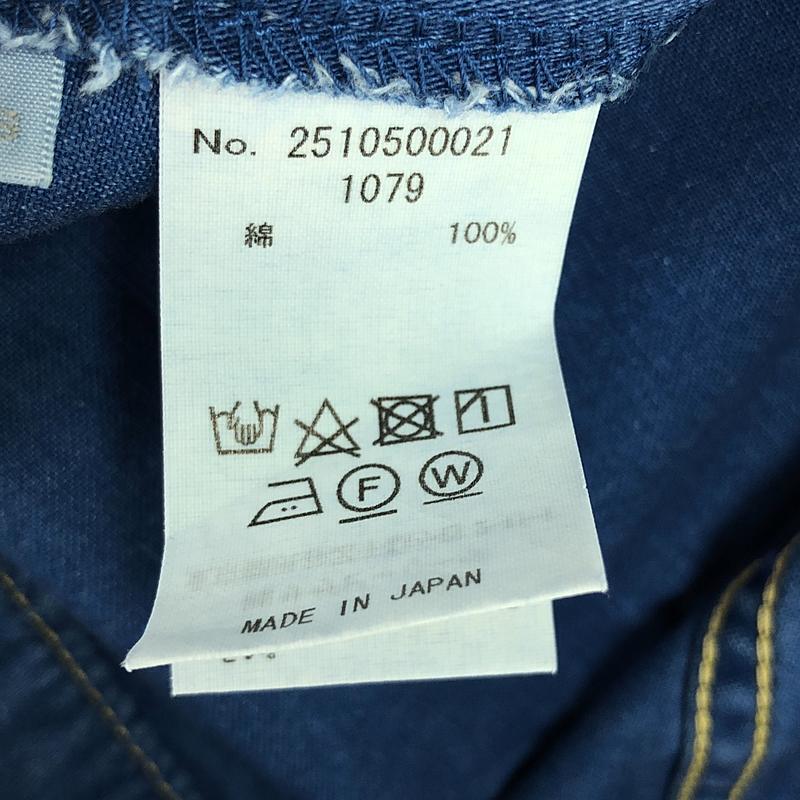 No. 2510500021
1079
綿 100%
F W
MADE IN JAPAN